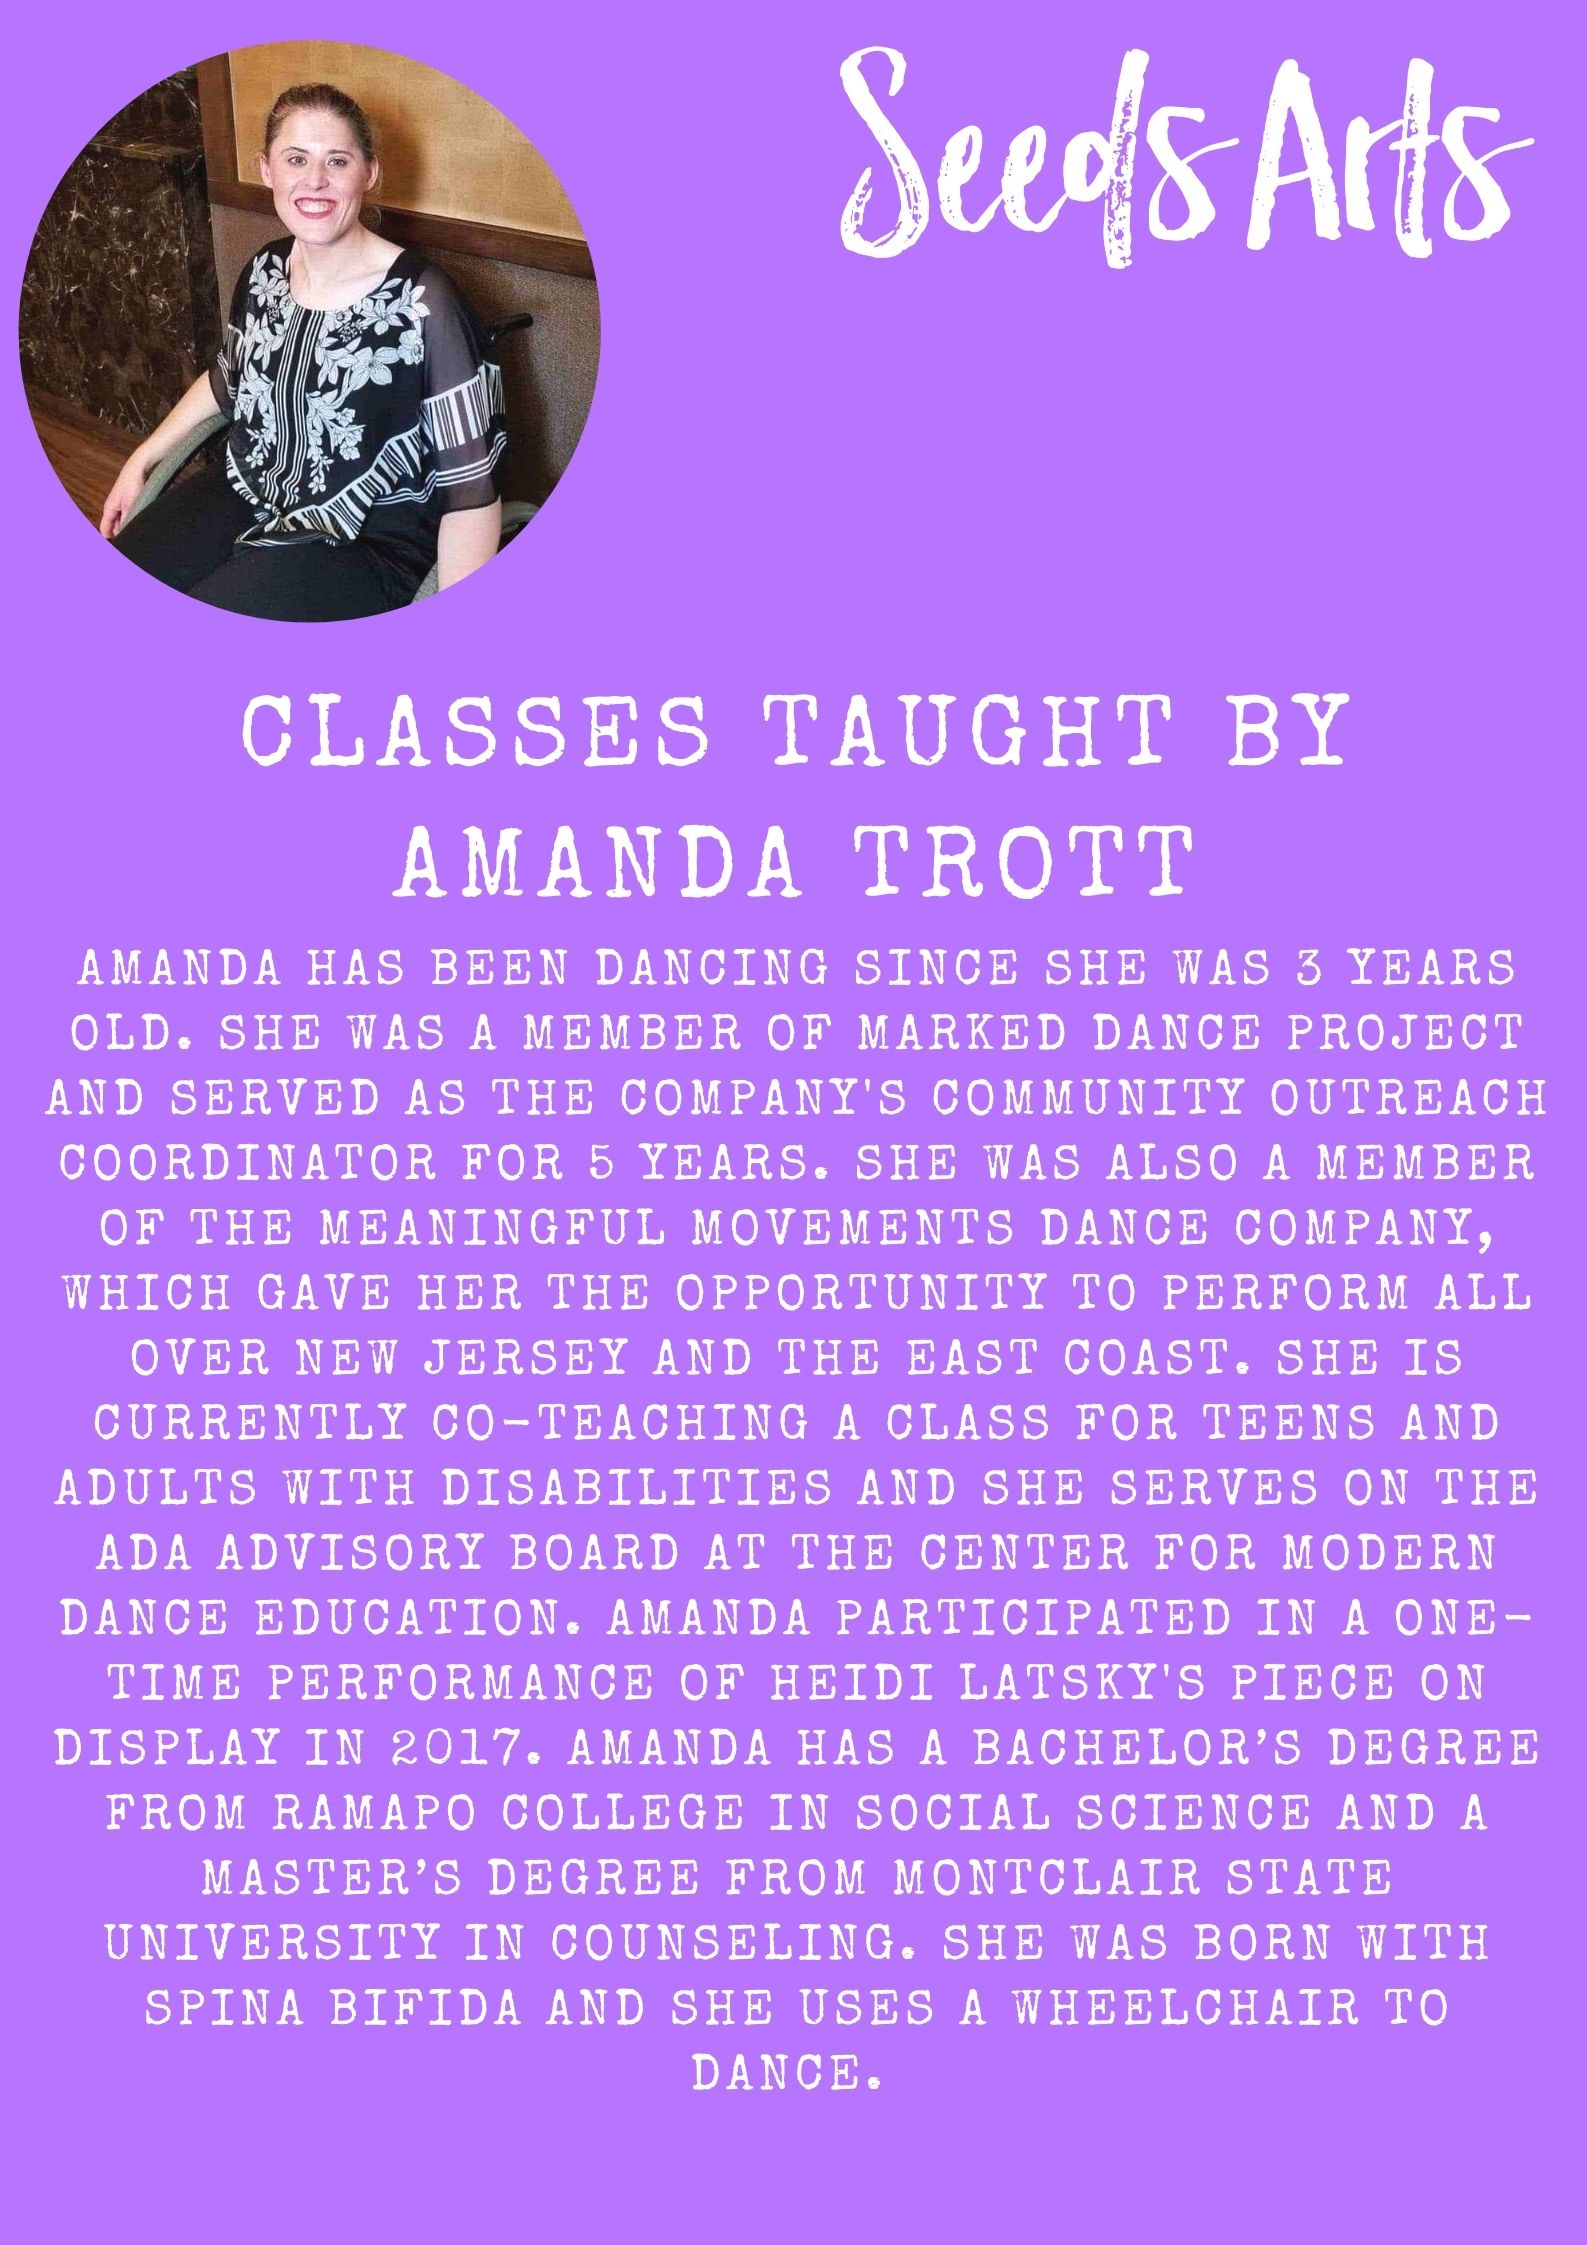 Seeds Arts
CLASSES TAUGHT BY
AMANDA TROTT
AMANDA HAS BEEN DANCING SINCE SHE WAS 3 YEARS
OLD. SHE WAS A MEMBER OF MARKED DANCE PROJECT
AND SERVED AS THE COMPANY'S COMMUNITY OUTREACH
COORDINATOR FOR 5 YEARS. SHE WAS ALSO A MEMBER
OF THE MEANINGFUL MOVEMENTS DANCE COMPANY,
WHICH GAVE HER THE OPPORTUNITY TO PERFORM ALL
OVER NEW JERSEY AND THE EAST COAST. SHE IS
CURRENTLY CO-TEACHING A CLASS FOR TEENS AND
ADULTS WITH DISABILITIES AND SHE SERVES ON THE
ADA ADVISORY BOARD AT THE CENTER FOR MODERN
DANCE EDUCATION. AMANDA PARTICIPATED IN A ONE-
TIME PERFORMANCE OF HEIDI LATSKY'S PIECE ON
DISPLAY IN 2017. AMANDA HAS A BACHELOR’S DEGREE
FROM RAMAPO COLLEGE IN SOCIAL SCIENCE AND A
MASTER’S DEGREE FROM MONTCLAIR STATE
UNIVERSITY IN COUNSELING. SHE WAS BORN WITH
SPINA BIFIDA AND SHE USES A WHEELCHAIR TO
DANCE.